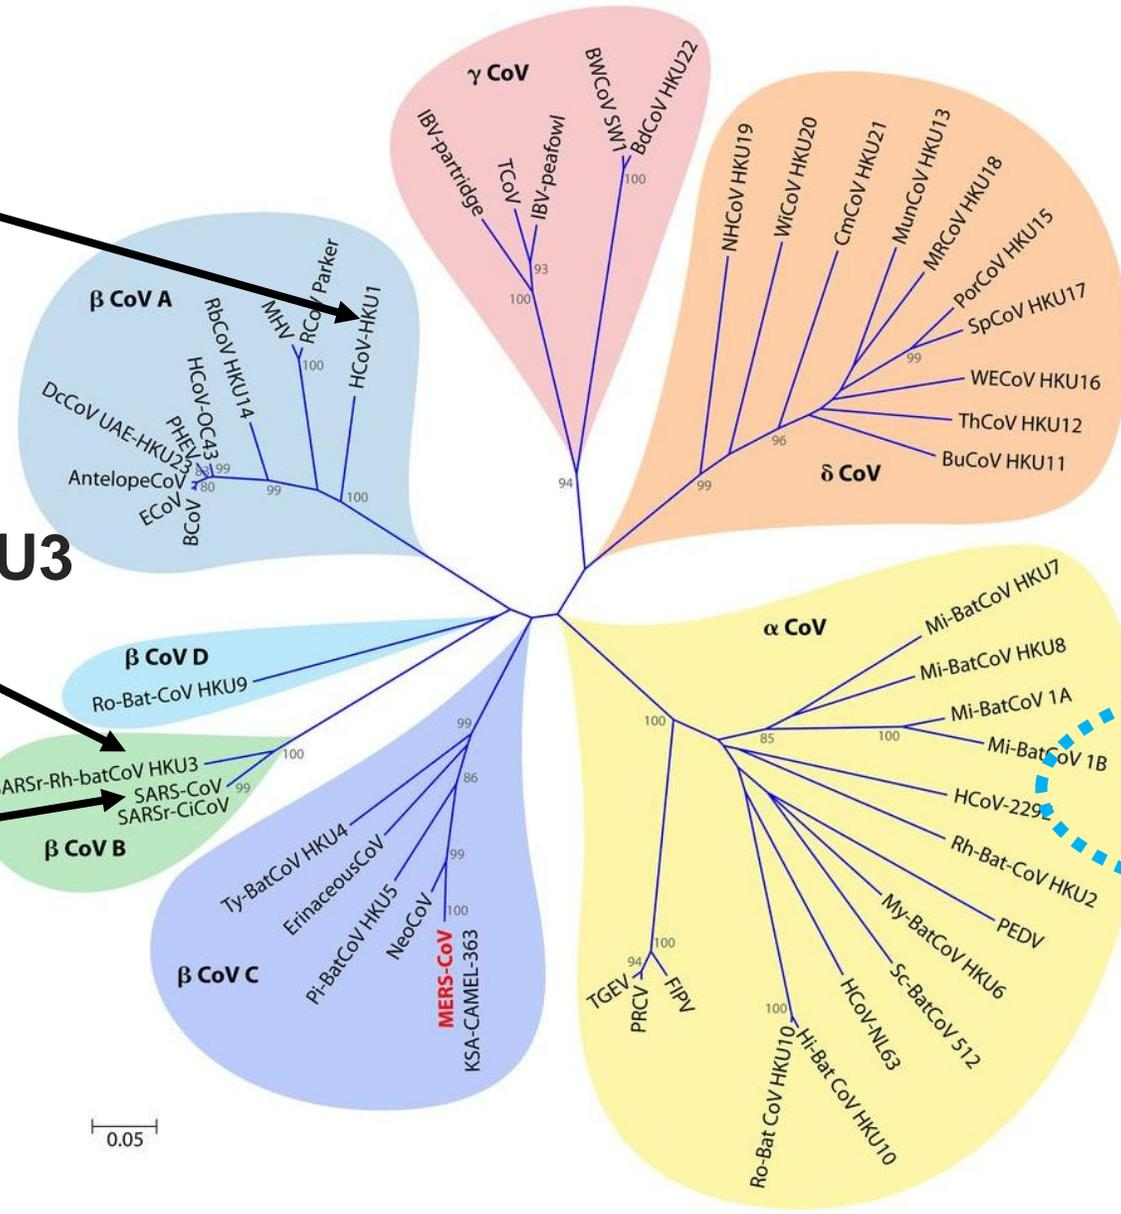 γ CoV
IBV-partridge
TCoV
IBV-peafowl
BWCoV SW1
BdCoV HKU22
93
100
100
94
δ CoV
NHCoV HKU19
WiCoV HKU20
CmCoV HKU21
MunCoV HKU13
MRCoV HKU18
PorCoV HKU15
SpCoV HKU17
WECoV HKU16
ThCoV HKU12
BuCoV HKU11
99
96
99
β CoV A
DcCoV UAE-HKU23
PHEV
HCoV-OC43
RbCoV HKU14
MHV
RCoV Parker
HCoV-HKU1
AntelopeCoV
ECoV
BCoV
83
99
80
99
100
100
U3
β CoV D
Ro-Bat-CoV HKU9
SARSr-Rh-batCoV HKU3
SARS-CoV
SARSr-CiCoV
β CoV B
100
99
β CoV C
Ty-BatCoV HKU4
ErinaceousCoV
Pi-BatCoV HKU5
NeoCoV
MERS-CoV
KSA-CAMEL-363
99
86
99
100
α CoV
Mi-BatCoV HKU7
Mi-BatCoV HKU8
Mi-BatCoV 1A
Mi-BatCoV 1B
HCoV-229E
Rh-Bat-CoV HKU2
PEDV
My-BatCoV HKU6
Sc-BatCoV 512
HCoV-NL63
Hi-Bat CoV HKU10
Ro-Bat CoV HKU10
FIPV
PRCV
TGEV
100
85
100
100
94
100
0.05